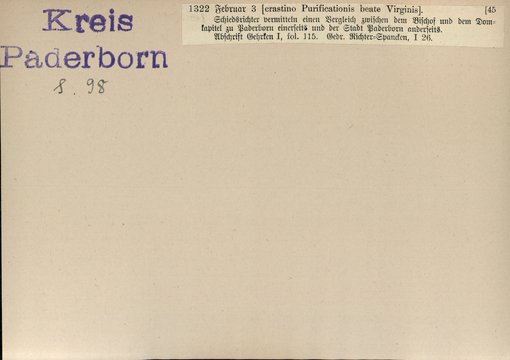 Kreis
Paderborn
S. 98
1322 Februar 3 [crastino Purificationis beate Virginis]. [45
Schiedsrichter vermitteln einen Vergleich zwischen dem Bischof und dem Dom-
kapitel zu Paderborn einerseits und der Stadt Paderborn anderseits.
Abschrift Gehrken I, fol. 115. Gedr. Richter-Spancken, I 26.